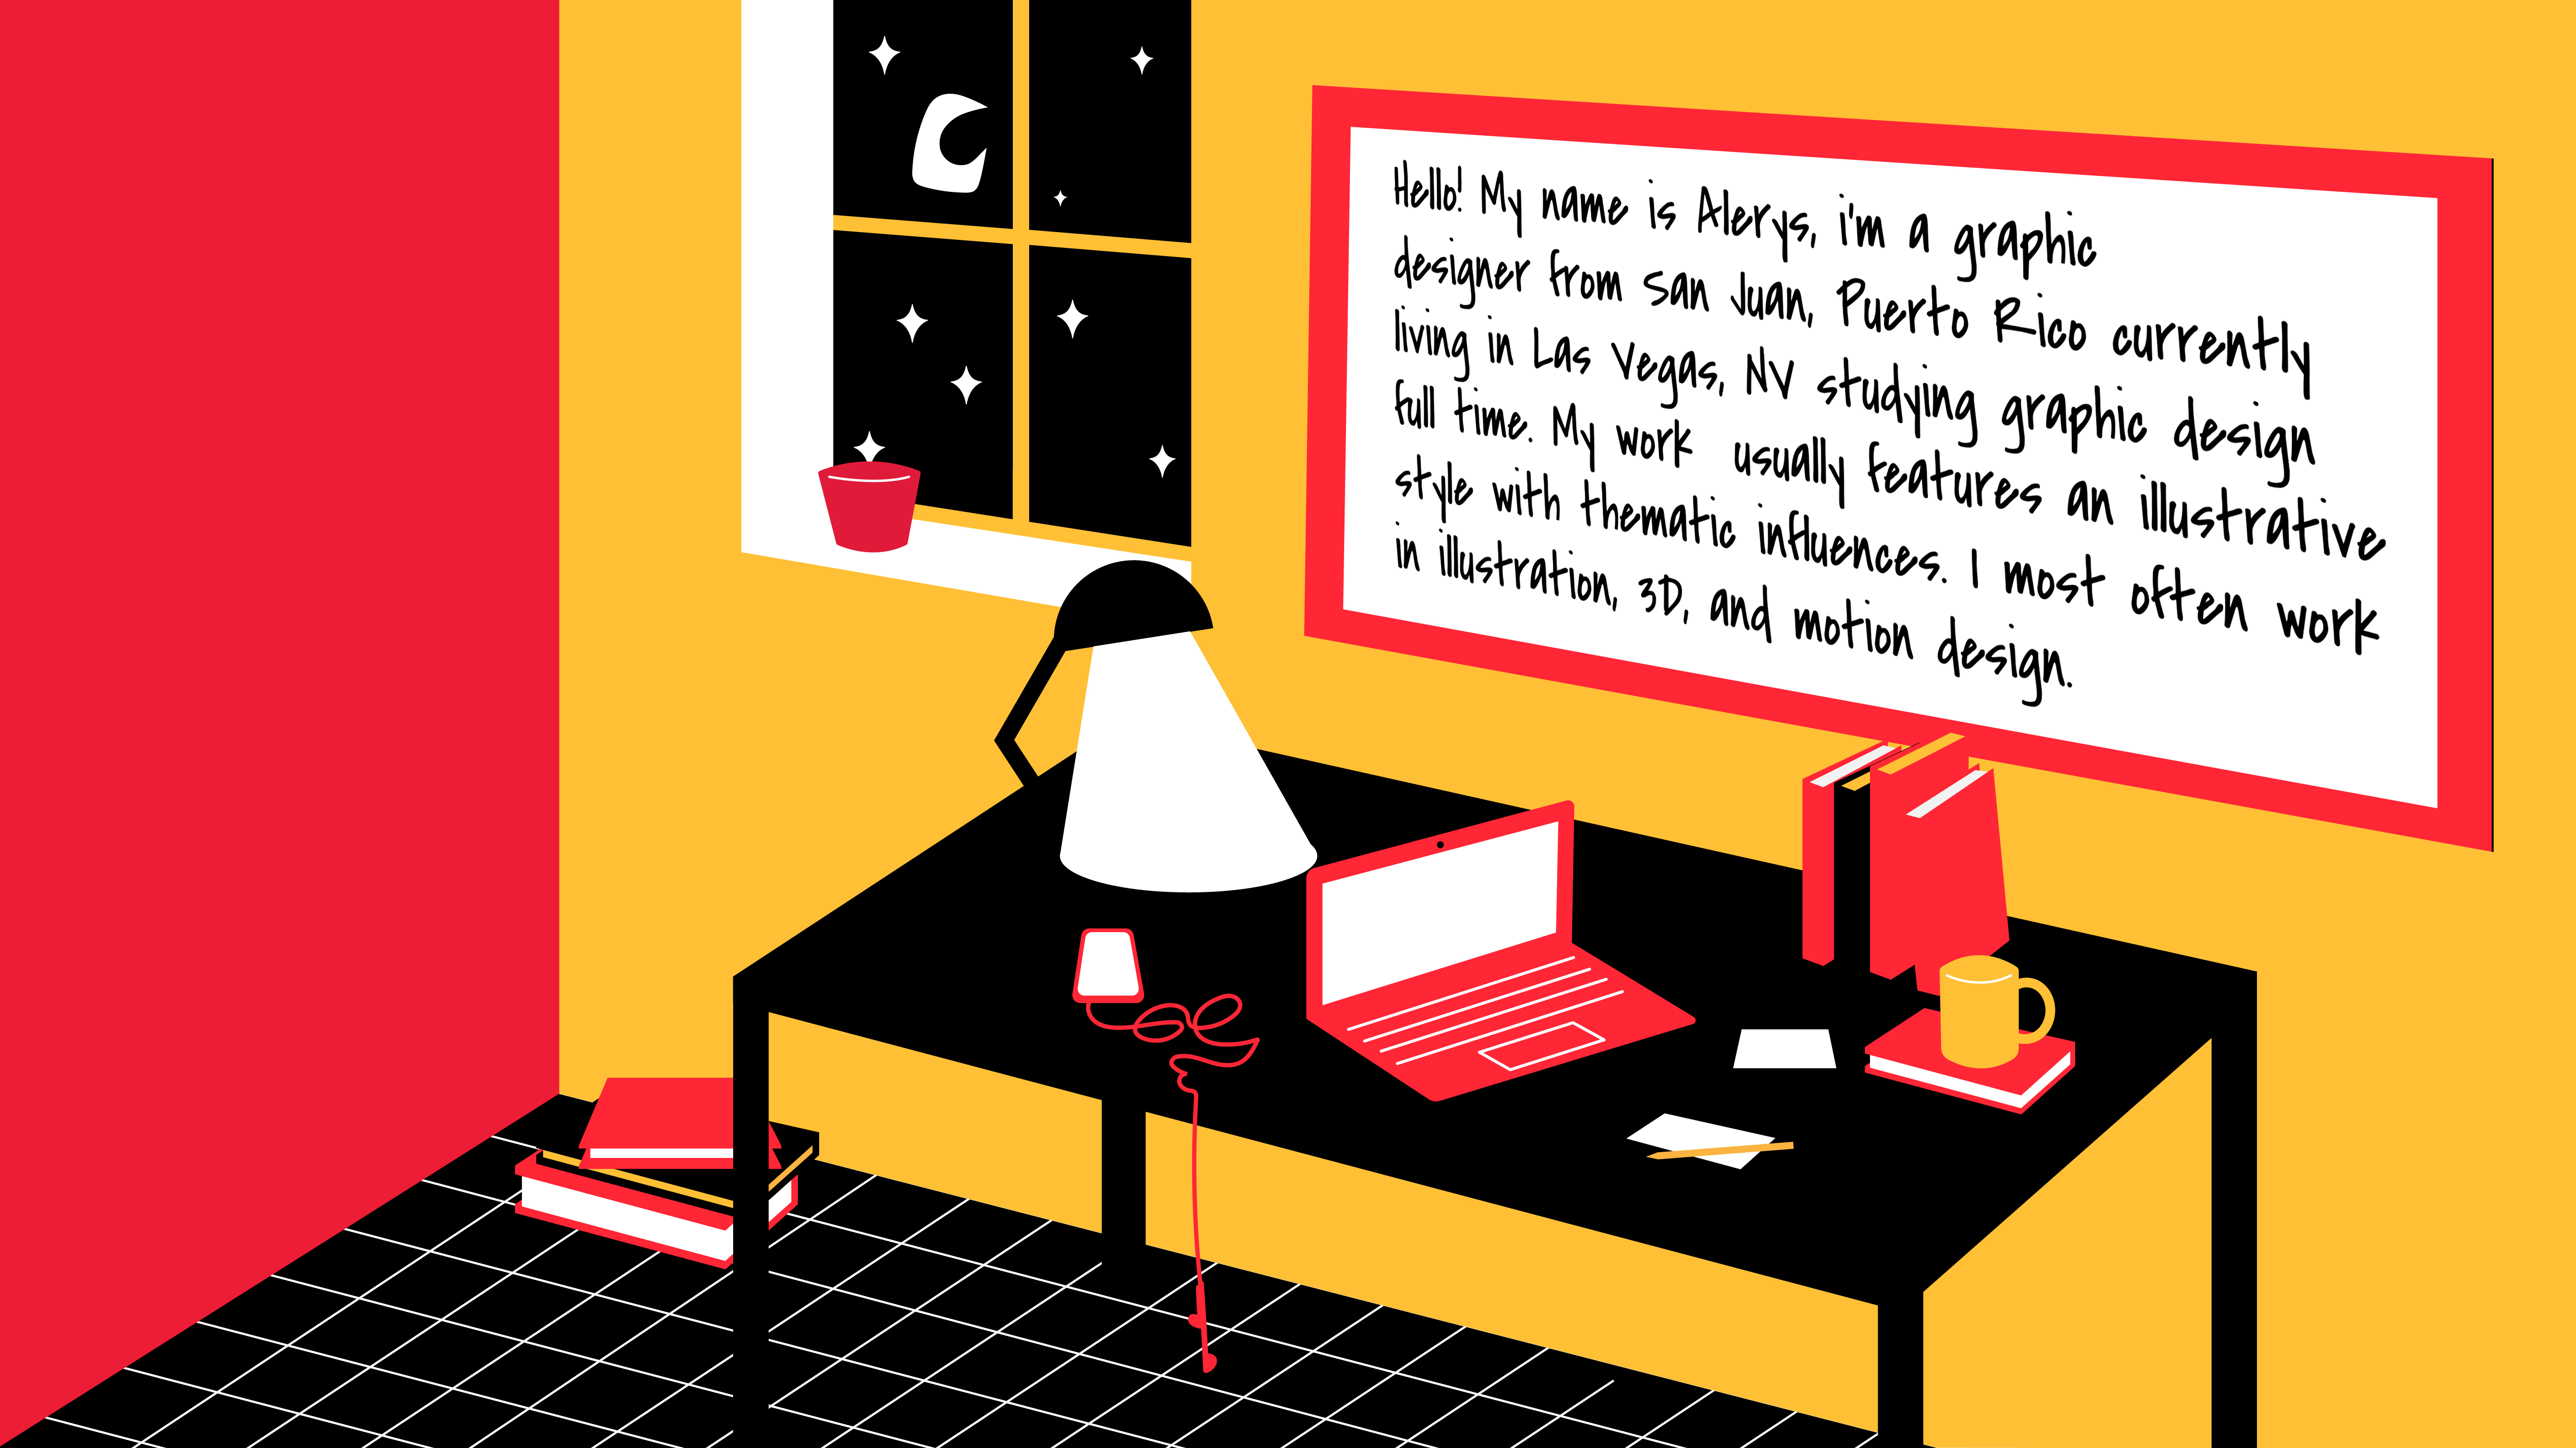 Hello! My name is Alerys, i'm a graphic
designer from San Juan, Puerto Rico currently
living in Las Vegas, NV studying graphic design
full time. My work usually features an illustrative
style with thematic influences. I most often work
in illustration, 3D, and motion design.